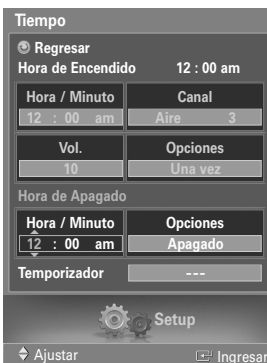 Tiempo
Regresar
Hora de Encendido 12 : 00 am
Hora / Minuto Canal
12 : 00 am Aire 3
Vol. Opciones
10 Una vez
Hora de Apagado
Hora / Minuto Opciones
12 : 00 am Apagado
Temporizador ---
Setup
Ajustar Ingresar